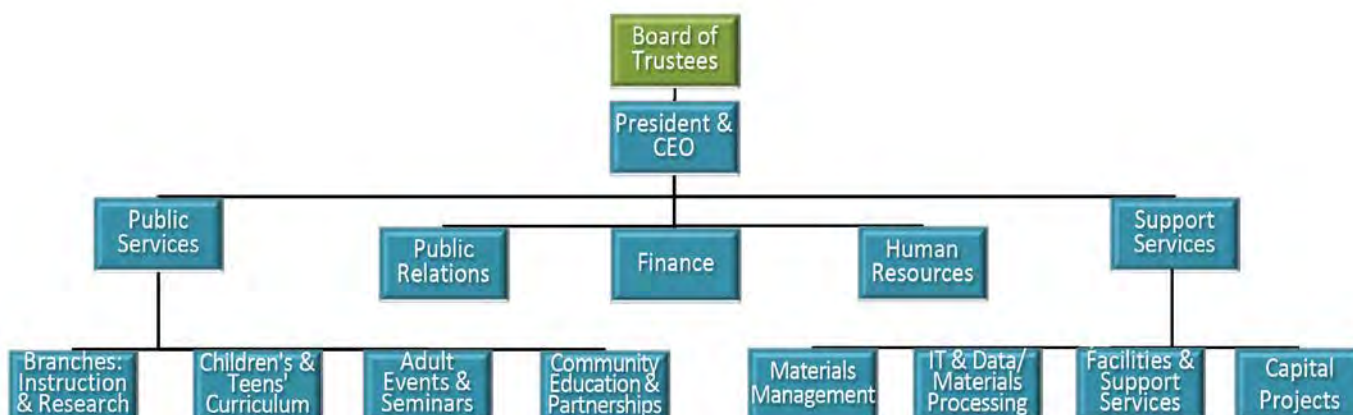 Board of
Trustees
President &
CEO
Public
Services
Public
Relations
Finance
Human
Resources
Support
Services
Branches:
Instruction
& Research
Children's &
Teens'
Curriculum
Adult
Events &
Seminars
Community
Education &
Partnerships
Materials
Management
IT & Data/
Materials
Processing
Facilities &
Support
Services
Capital
Projects